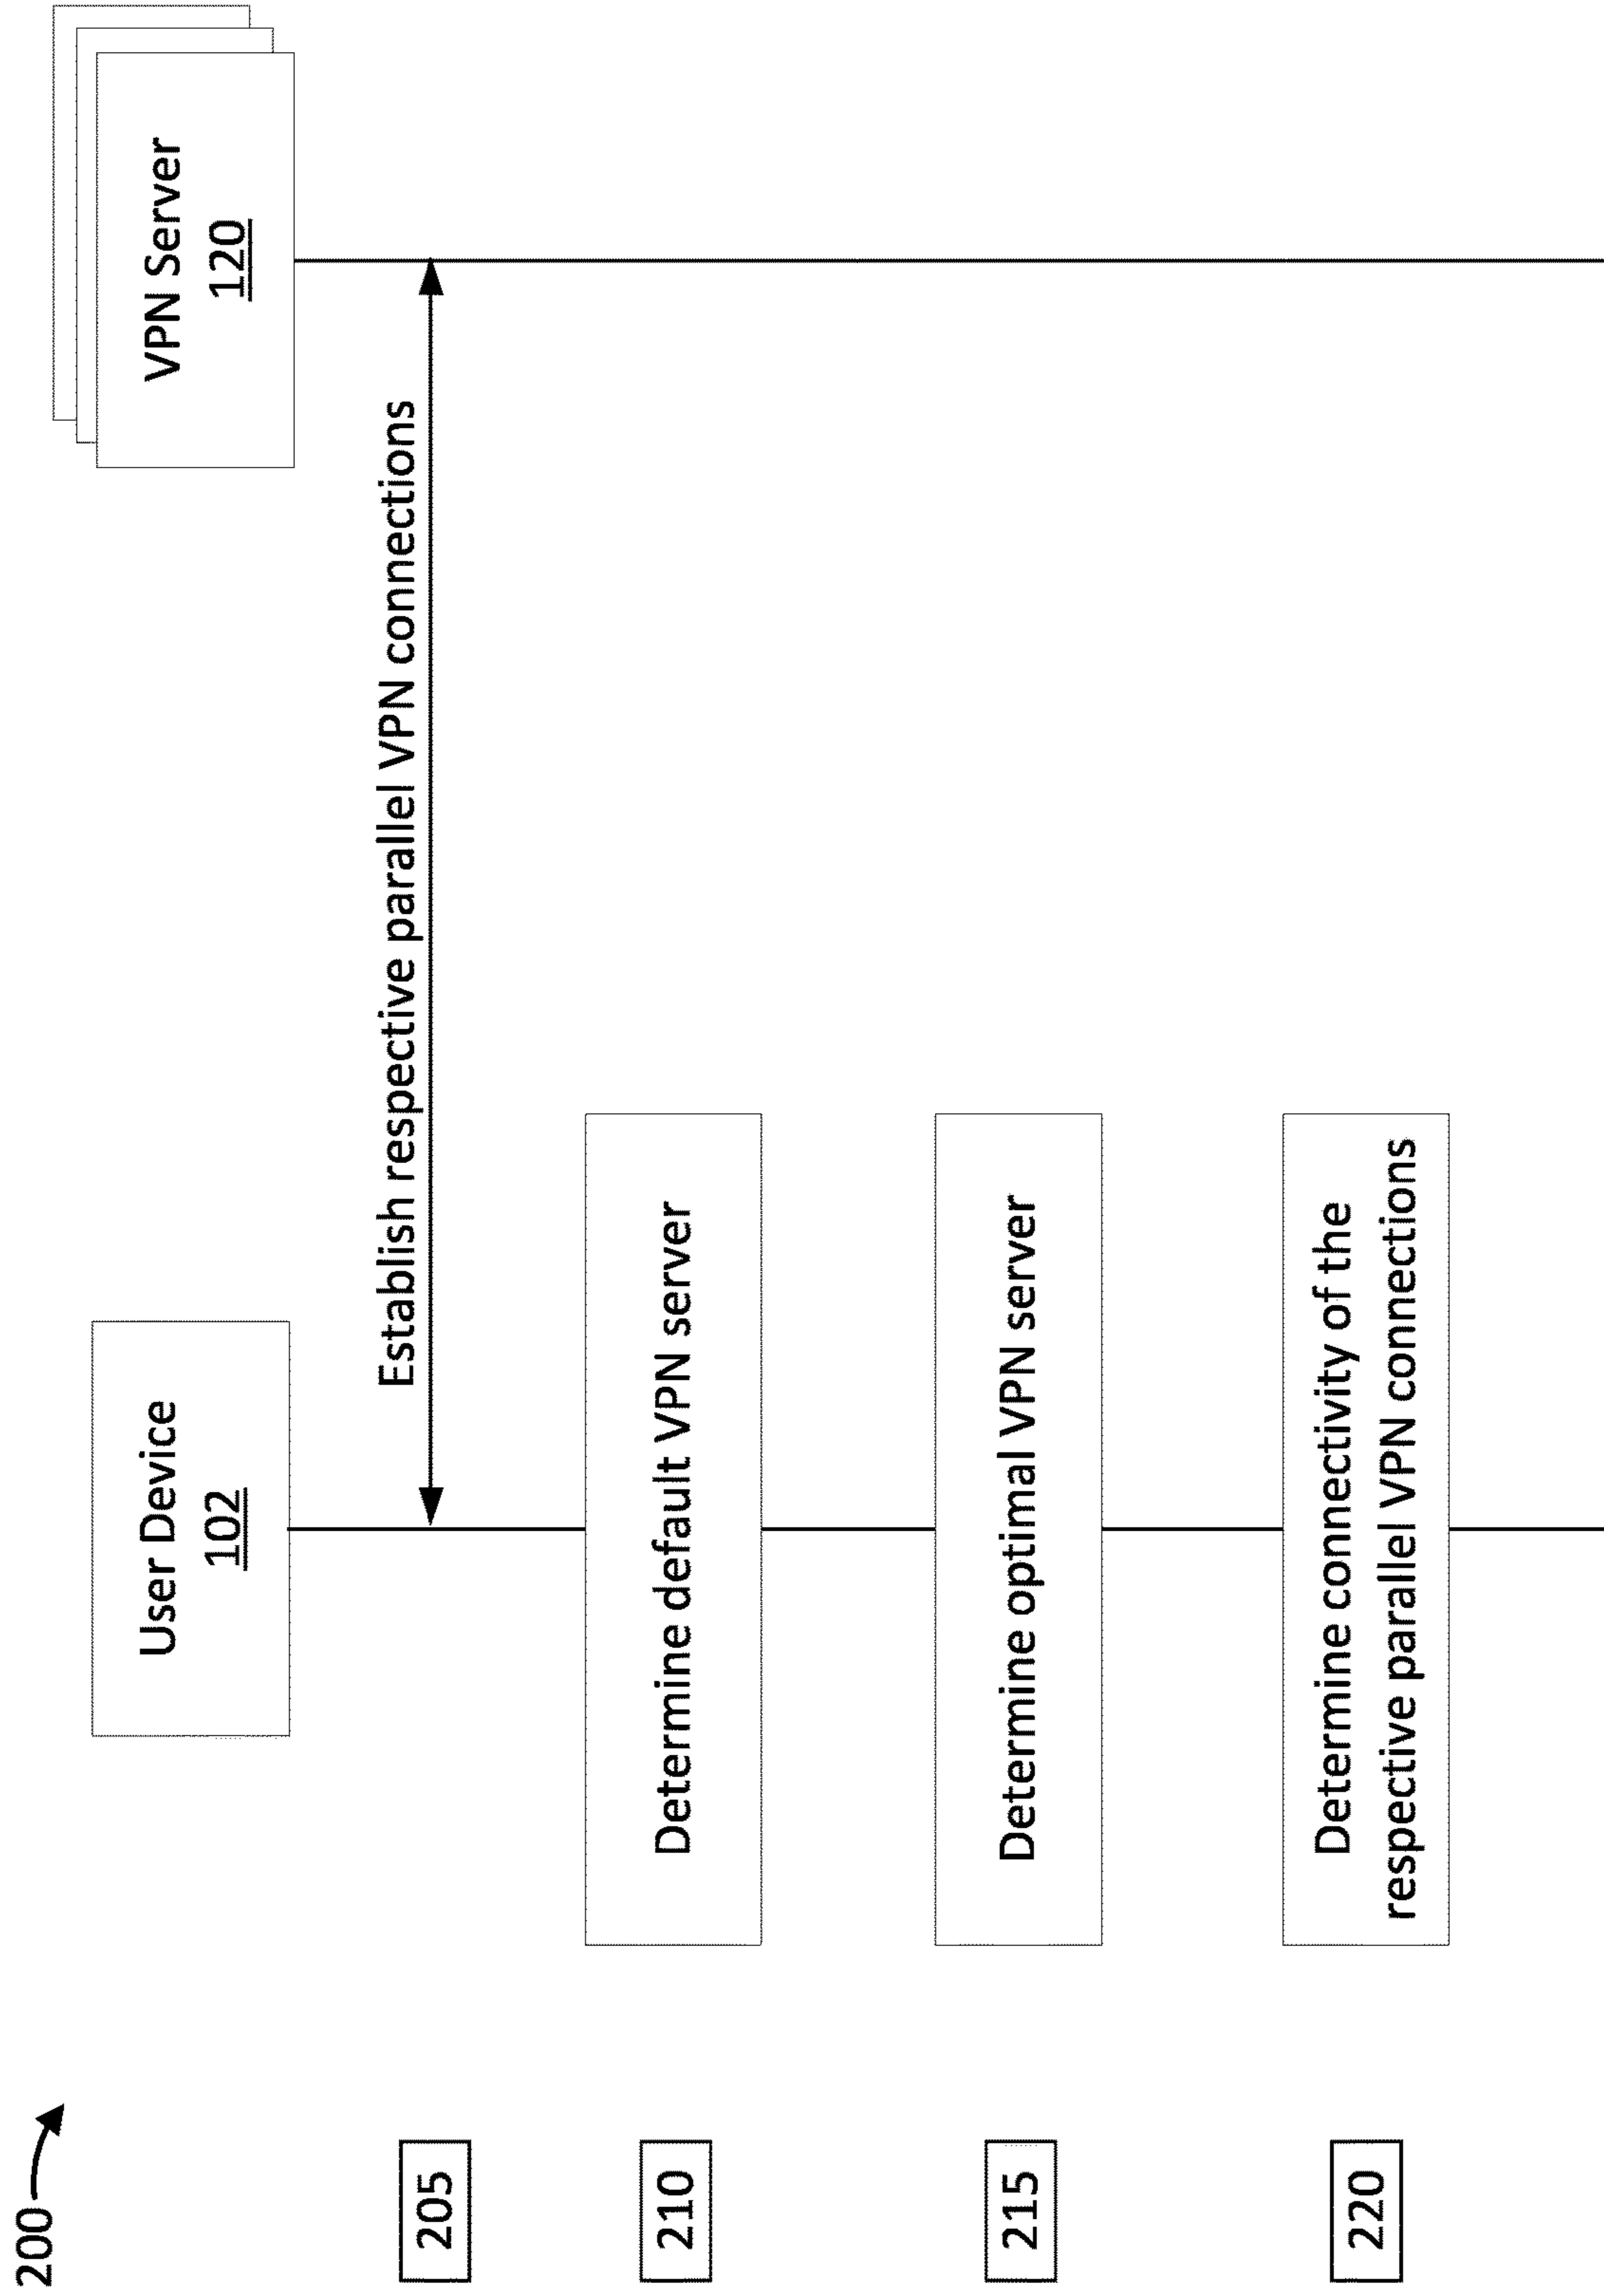 200
User Device
102
VPN Server
120
205
Establish respective parallel VPN connections
210
Determine default VPN server
215
Determine optimal VPN server
220
Determine connectivity of the
respective parallel VPN connections